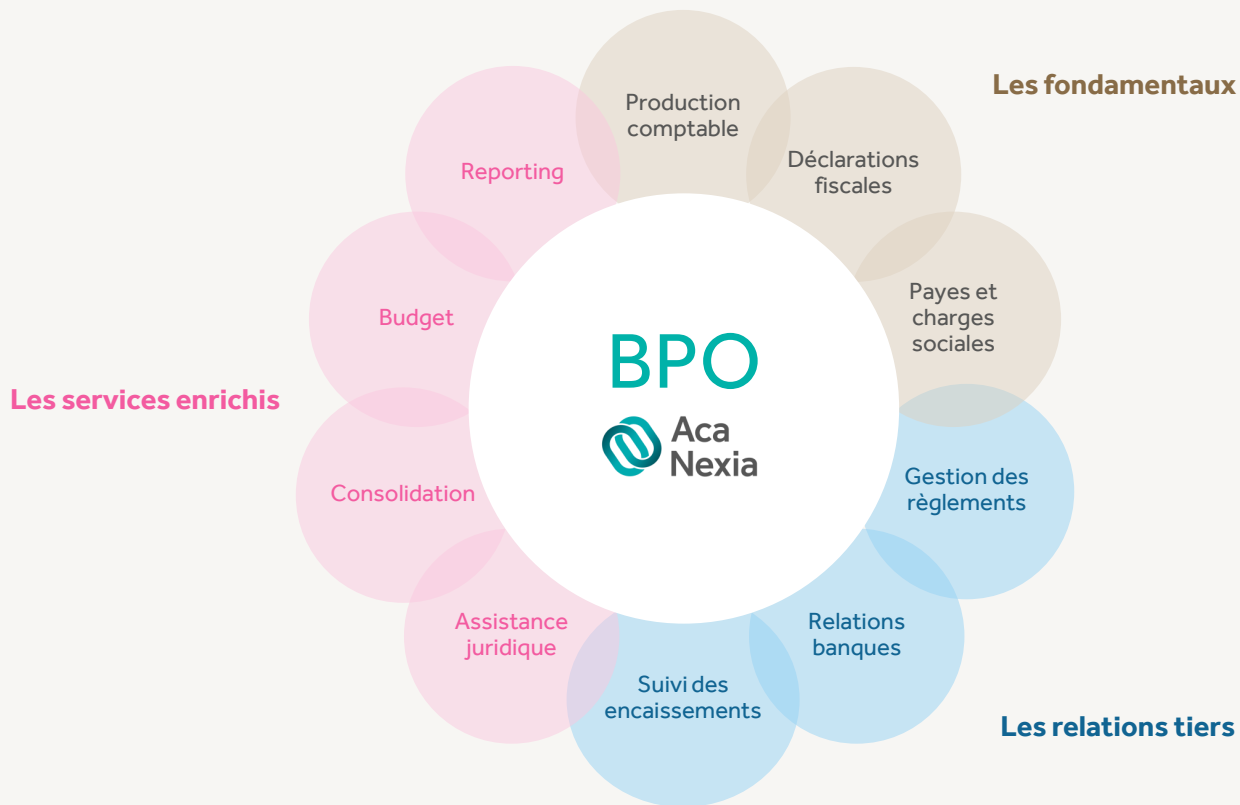 Les fondamentaux
Production
comptable
Déclarations
fiscales
Payes et
charges
sociales
Reporting
Budget
Les services enrichis
Consolidation
Assistance
juridique
BPO
Aca
Nexia
Gestion des
règlements
Relations
banques
Suivi des
encaissements
Les relations tiers